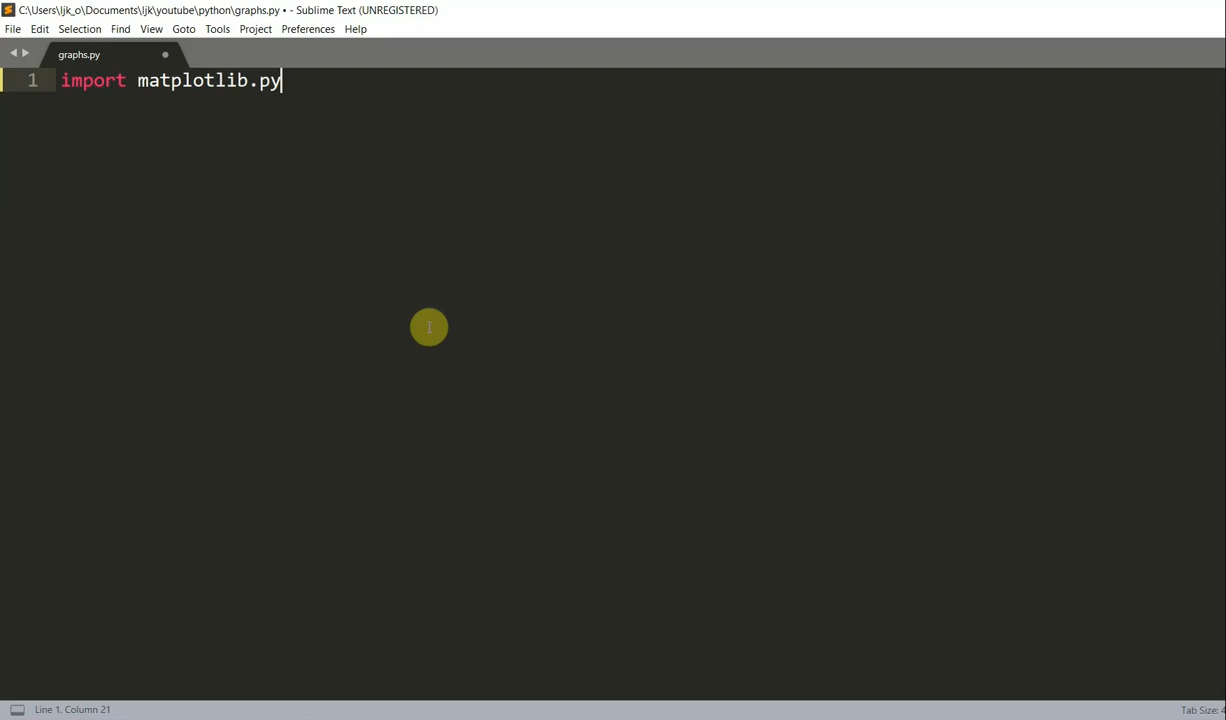 C:\Users\ljk_o\Documents\ljk\youtube\python\graphs.py • - Sublime Text (UNREGISTERED)
File Edit Selection Find View Goto Tools Project Preferences Help
graphs.py
1 import matplotlib.py
Line 1, Column 21 Tab Size: 4